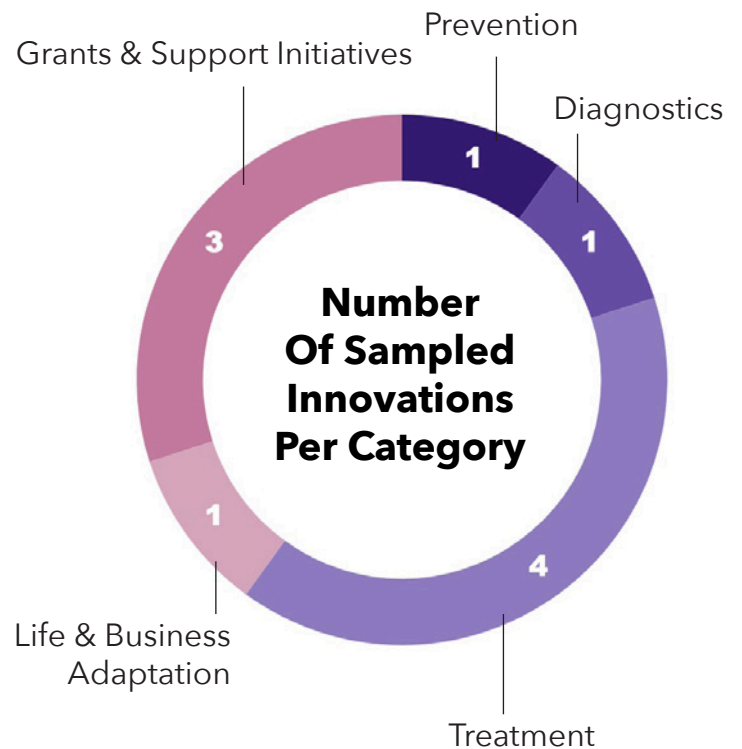 Prevention
Grants & Support Initiatives
Diagnostics
1
1
3
Number
Of Sampled
Innovations
Per Category
1
4
Life & Business
Adaptation
Treatment